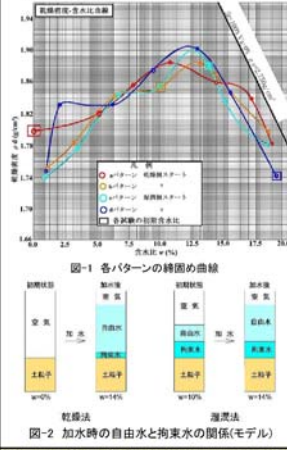 乾燥密度-含水比曲線
1.94
1.90
1.86
1.82
1.78
1.74
1.66
乾燥密度 ρd (g/cm³)
凡例
aパターン 乾燥側スタート
aパターン 〃
aパターン 湿潤側スタート
aパターン 〃
各試験の初期含水比
0.0 2.5 5.0 7.5 10.0 12.5 15.0 17.5 20.0
含水比 w (%)
図-1 各パターンの締固め曲線
初期状態 加水後 初期状態 加水後
空気 空気 空気 空気
自由水 自由水 自由水
加水 加水
拘束水 拘束水 拘束水
土粒子 土粒子 土粒子 土粒子
w=0% w=14% w=10% w=14%
乾燥法 湿潤法
図-2 加水時の自由水と拘束水の関係(モデル)